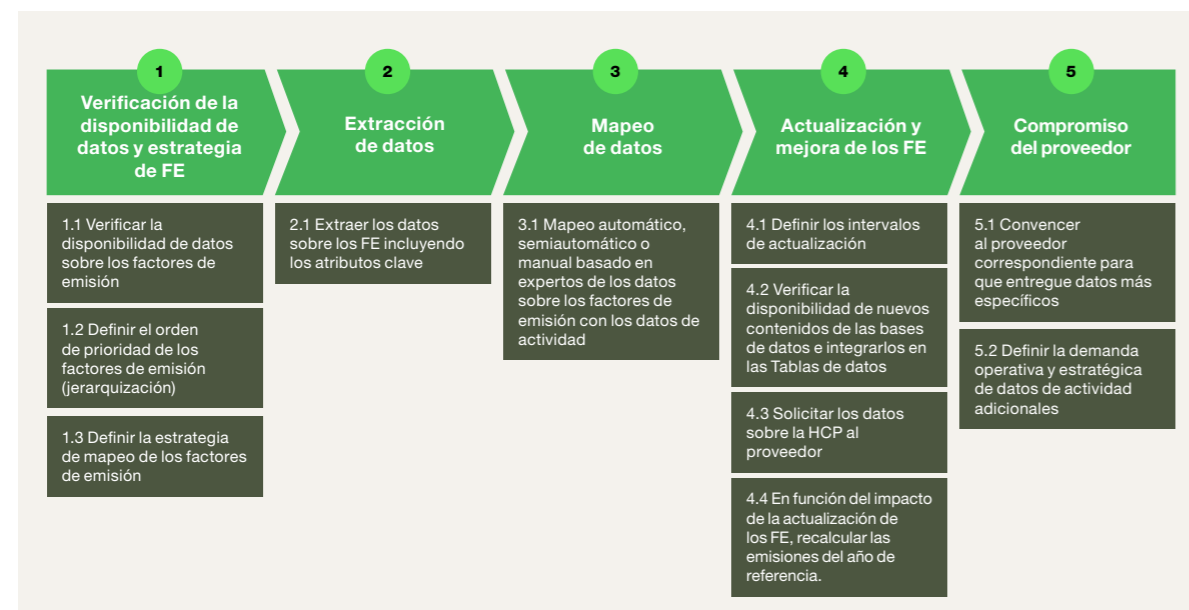 1
Verificación de la
disponibilidad de
datos y estrategia
de FE
1.1 Verificar la
disponibilidad de datos
sobre los factores de
emisión
1.2 Definir el orden
de prioridad de los
factores de emisión
(jerarquización)
1.3 Definir la estrategia
de mapeo de los factores
de emisión
2
Extracción
de datos
2.1 Extraer los datos
sobre los FE incluyendo
los atributos clave
3
Mapeo
de datos
3.1 Mapeo automático,
semiautomático o
manual basado en
expertos de los datos
sobre los factores de
emisión con los datos de
actividad
4
Actualización y
mejora de los FE
4.1 Definir los intervalos
de actualización
4.2 Verificar la
disponibilidad de nuevos
contenidos de las bases
de datos e integrarlos en
las Tablas de datos
4.3 Solicitar los datos
sobre la HCP al
proveedor
4.4 En función del impacto
de la actualización de
los FE, recalcular las
emisiones del año de
referencia.
5
Compromiso
del proveedor
5.1 Convencer
al proveedor
correspondiente para
que entregue datos más
específicos
5.2 Definir la demanda
operativa y estratégica
de datos de actividad
adicionales